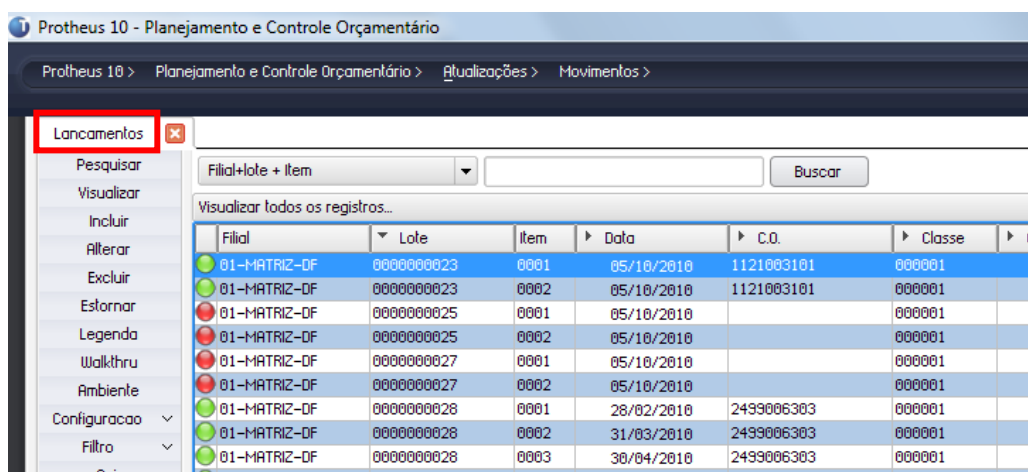 Protheus 10 - Planejamento e Controle Orçamentário
Protheus 10 > Planejamento e Controle Orçamentário > Atualizações > Movimentos >
Lancamentos
Pesquisar
Visualizar
Incluir
Alterar
Excluir
Estornar
Legenda
Walkthru
Ambiente
Configuracao
Filtro
Filial+lote + Item
Buscar
Visualizar todos os registros...
Filial Lote Item Data C.O. Classe
01-MATRIZ-DF 0000000023 0001 05/10/2010 1121003101 000001
01-MATRIZ-DF 0000000023 0002 05/10/2010 1121003101 000001
01-MATRIZ-DF 0000000025 0001 05/10/2010 000001
01-MATRIZ-DF 0000000025 0002 05/10/2010 000001
01-MATRIZ-DF 0000000027 0001 05/10/2010 000001
01-MATRIZ-DF 0000000027 0002 05/10/2010 000001
01-MATRIZ-DF 0000000028 0001 28/02/2010 2499006303 000001
01-MATRIZ-DF 0000000028 0002 31/03/2010 2499006303 000001
01-MATRIZ-DF 0000000028 0003 30/04/2010 2499006303 000001